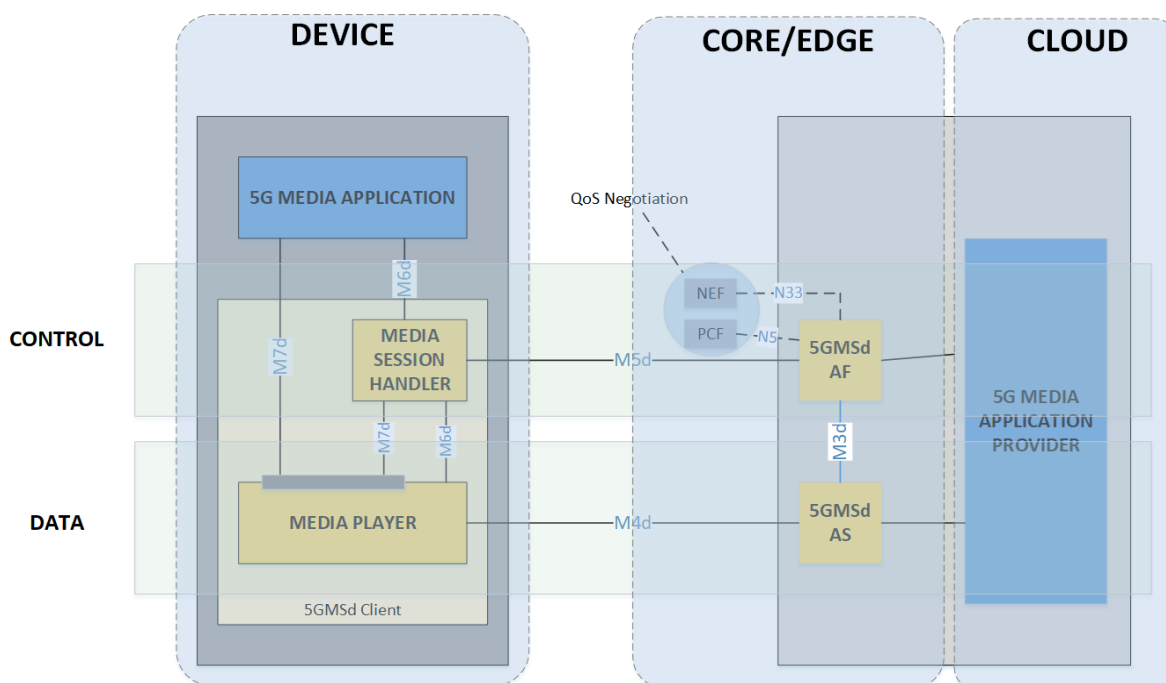 DEVICE
CORE/EDGE
CLOUD
5G MEDIA APPLICATION
QoS Negotiation
M6d
NEF
N33
CONTROL
M7d
MEDIA
SESSION
HANDLER
PCF
N5
M5d
5GMSd
AF
5G MEDIA
APPLICATION
PROVIDER
M7d
M6d
M3d
DATA
MEDIA PLAYER
M4d
5GMSd
AS
5GMSd Client